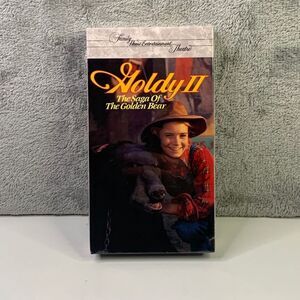 Family
Home Entertainment
Theatre
Goldy II
The Saga Of
The Golden Bear